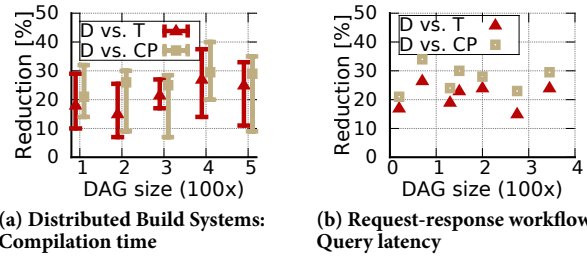 50
40
30
20
10
0
Reduction [%]
D vs. T
D vs. CP
1 2 3 4 5
DAG size (100x)
(a) Distributed Build Systems:
Compilation time
50
40
30
20
10
0
Reduction [%]
D vs. T
D vs. CP
0 1 2 3 4
DAG size (100x)
(b) Request-response workflow
Query latency